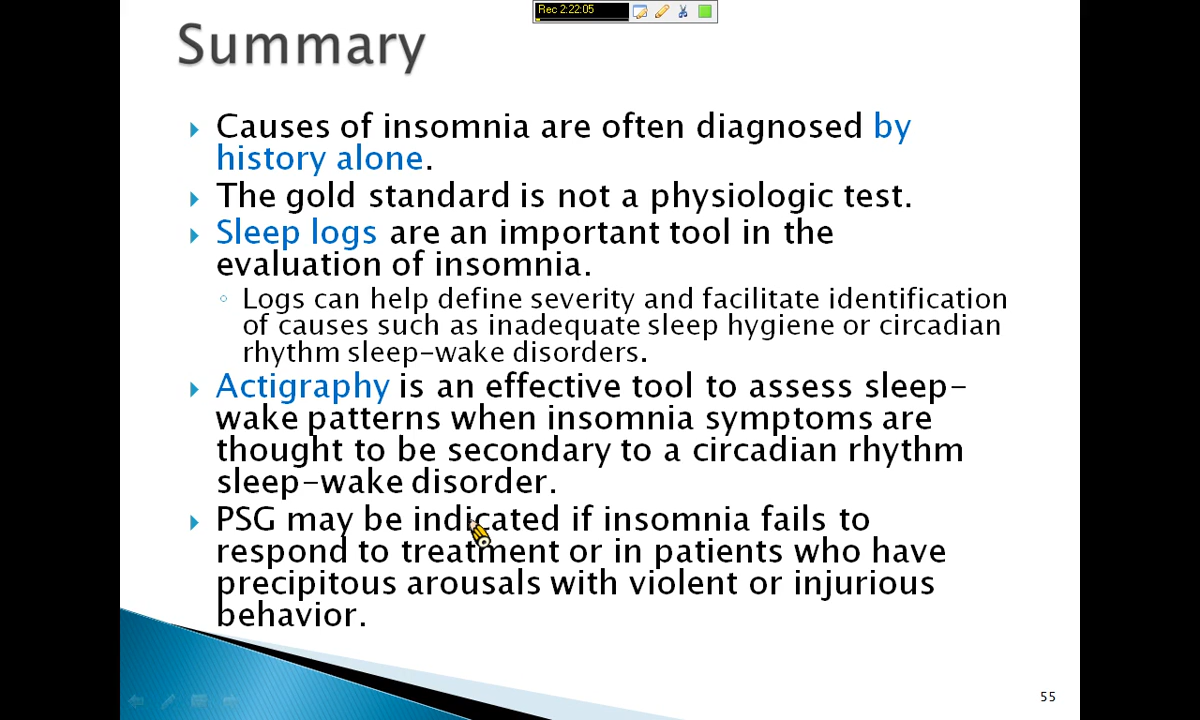 Rec 2:22:05
Summary
Causes of insomnia are often diagnosed by
history alone.
The gold standard is not a physiologic test.
Sleep logs are an important tool in the
evaluation of insomnia.
Logs can help define severity and facilitate identification
of causes such as inadequate sleep hygiene or circadian
rhythm sleep-wake disorders.
Actigraphy is an effective tool to assess sleep-
wake patterns when insomnia symptoms are
thought to be secondary to a circadian rhythm
sleep-wake disorder.
PSG may be indicated if insomnia fails to
respond to treatment or in patients who have
precipitous arousals with violent or injurious
behavior.
55